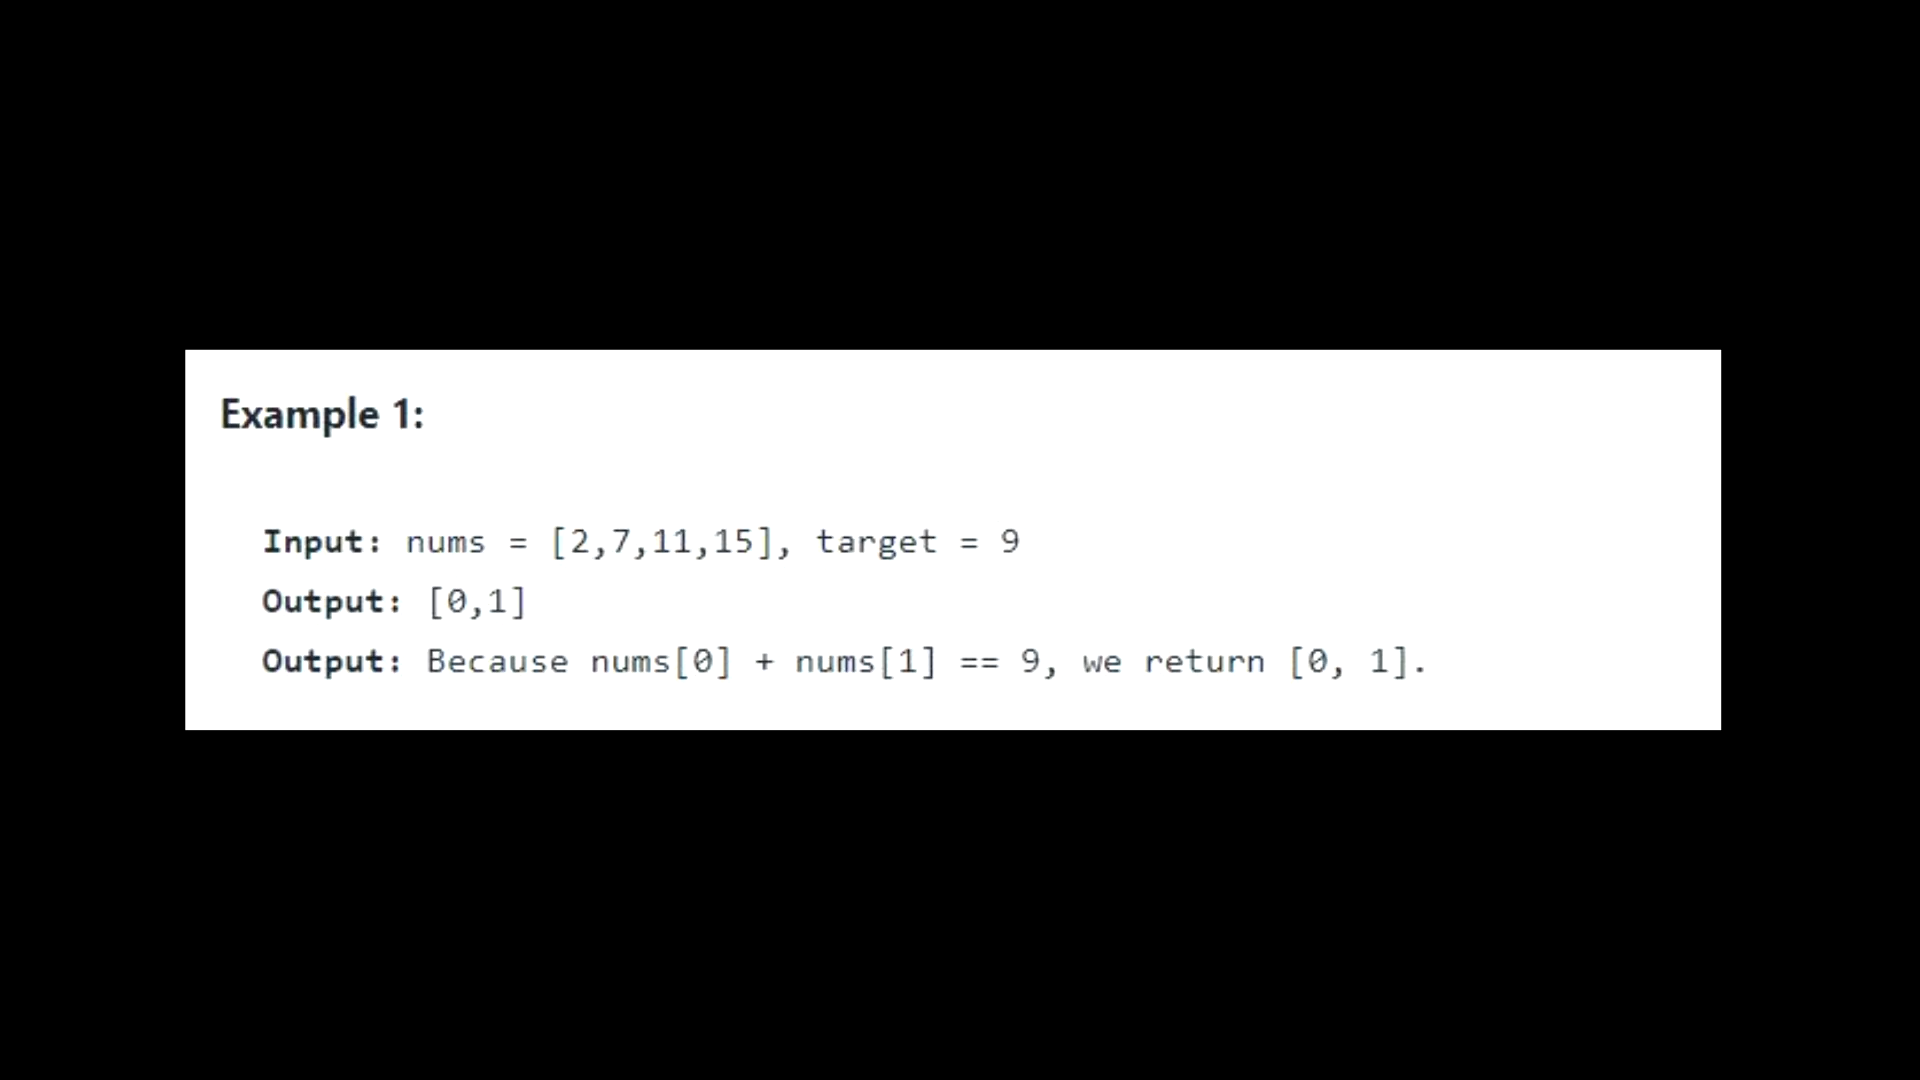 Example 1:
Input: nums = [2,7,11,15], target = 9
Output: [0,1]
Output: Because nums[0] + nums[1] == 9, we return [0, 1].